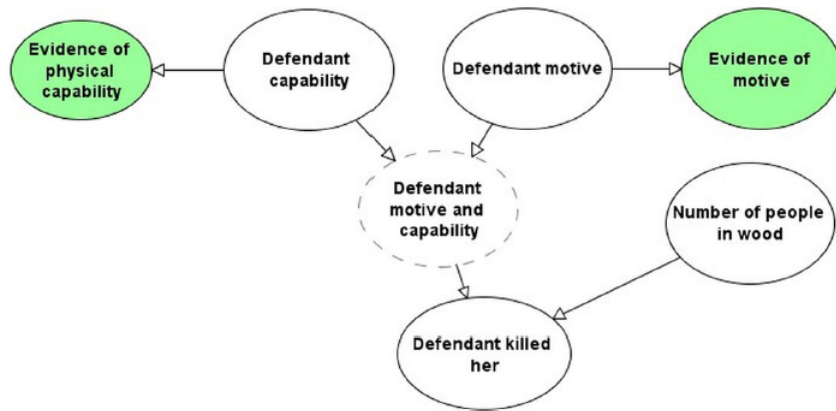 Evidence of
physical
capability
Defendant
capability
Defendant motive
Evidence of
motive
Defendant
motive and
capability
Number of people
in wood
Defendant killed
her